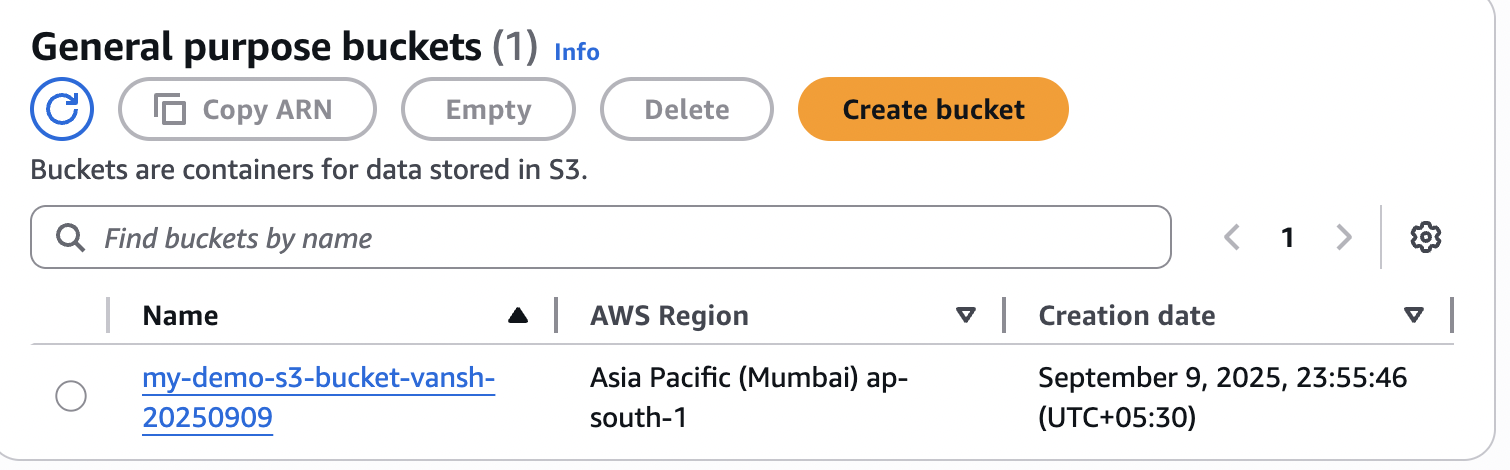 General purpose buckets (1) Info
Copy ARN Empty Delete Create bucket
Buckets are containers for data stored in S3.
Find buckets by name 1
Name AWS Region Creation date
my-demo-s3-bucket-vansh- Asia Pacific (Mumbai) ap- September 9, 2025, 23:55:46
20250909 south-1 (UTC+05:30)